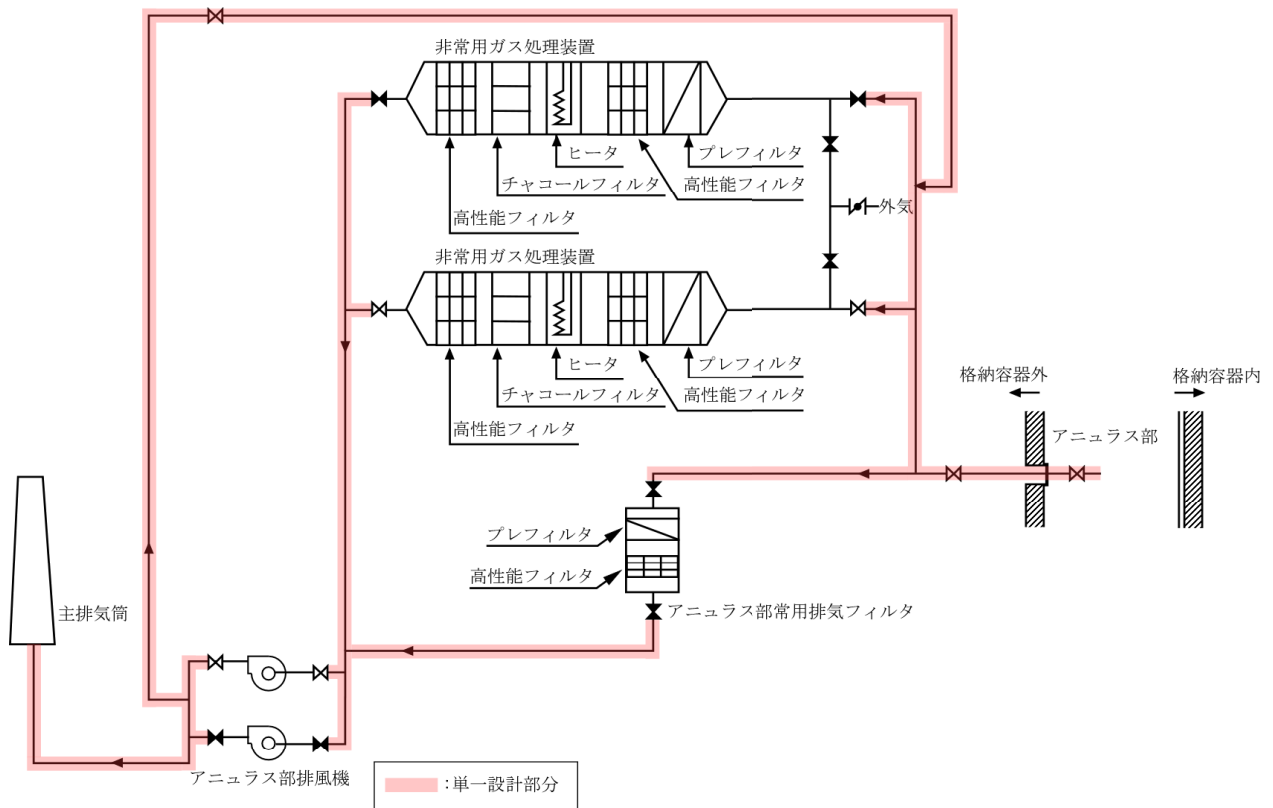 非常用ガス処理装置
ヒータ
プレフィルタ
チャコールフィルタ
高性能フィルタ
高性能フィルタ
外気
非常用ガス処理装置
ヒータ
プレフィルタ
チャコールフィルタ
高性能フィルタ
高性能フィルタ
格納容器外
格納容器内
アニュラス部
プレフィルタ
高性能フィルタ
アニュラス部常用排気フィルタ
主排気筒
アニュラス部排風機
:単一設計部分